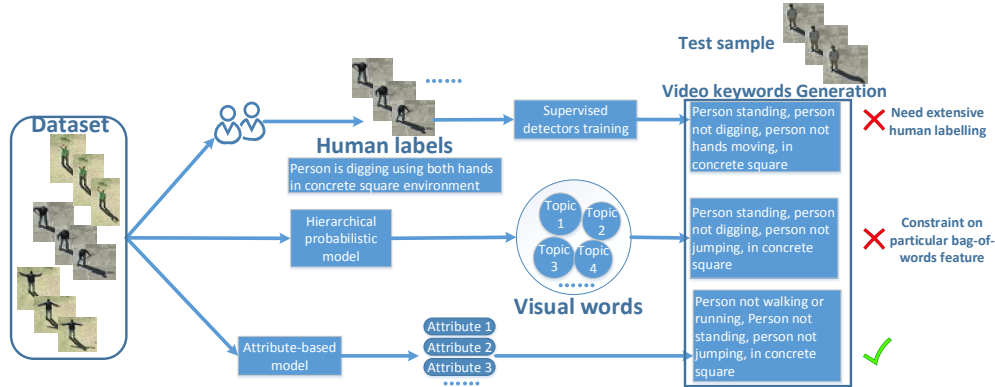 Test sample
Video keywords Generation
Dataset
Human labels
Person is digging using both hands
in concrete square environment
Supervised
detectors training
Person standing, person
not digging, person not
hands moving, in
concrete square
Need extensive
human labelling
Hierarchical
probabilistic
model
Topic
1
Topic
2
Topic
3
Topic
4
Visual words
Person standing, person
not digging, person not
jumping, in concrete
square
Constraint on
particular bag-of-
words feature
Attribute-based
model
Attribute 1
Attribute 2
Attribute 3
Person not walking or
running, Person not
standing, person not
jumping, in concrete
square